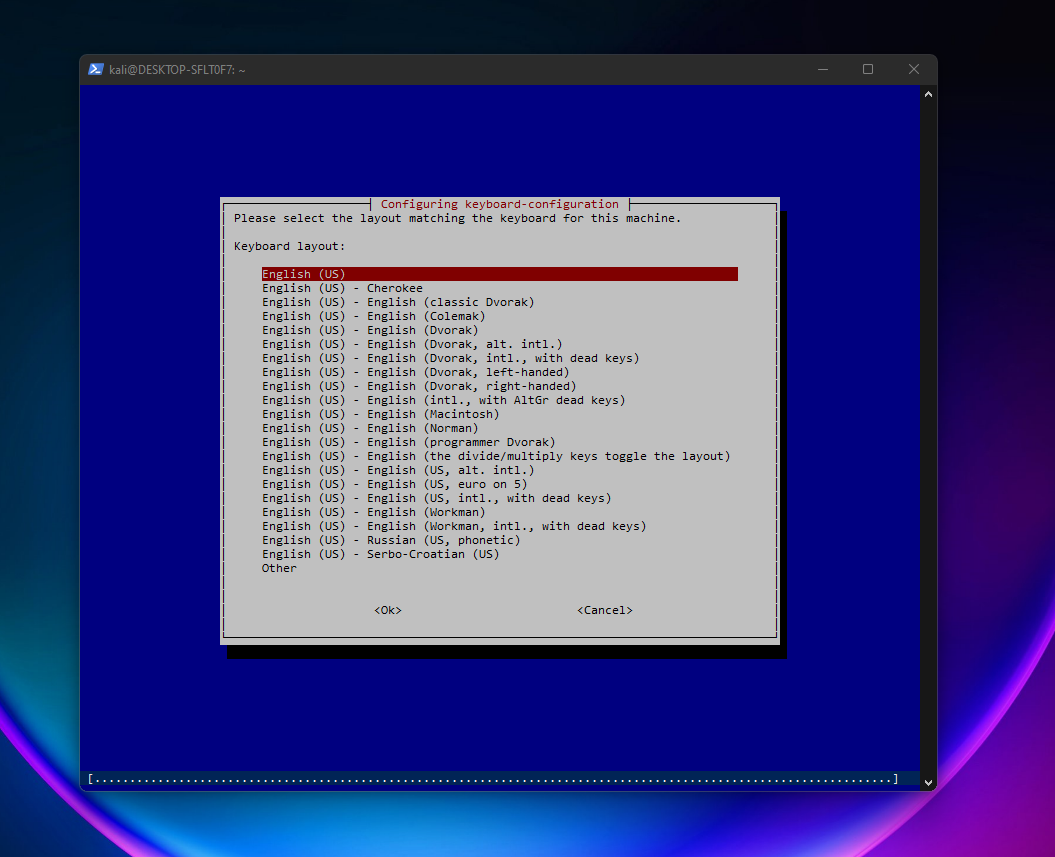 kali@DESKTOP-SFLT0F7: ~
Configuring keyboard-configuration
Please select the layout matching the keyboard for this machine.
Keyboard layout:
English (US)
English (US) - Cherokee
English (US) - English (classic Dvorak)
English (US) - English (Colemak)
English (US) - English (Dvorak)
English (US) - English (Dvorak, alt. intl.)
English (US) - English (Dvorak, intl., with dead keys)
English (US) - English (Dvorak, left-handed)
English (US) - English (Dvorak, right-handed)
English (US) - English (intl., with AltGr dead keys)
English (US) - English (Macintosh)
English (US) - English (Norman)
English (US) - English (programmer Dvorak)
English (US) - English (the divide/multiply keys toggle the layout)
English (US) - English (US, alt. intl.)
English (US) - English (US, euro on 5)
English (US) - English (US, intl., with dead keys)
English (US) - English (Workman)
English (US) - English (Workman, intl., with dead keys)
English (US) - Russian (US, phonetic)
English (US) - Serbo-Croatian (US)
Other
<Ok> <Cancel>
[..................................................................................................................]